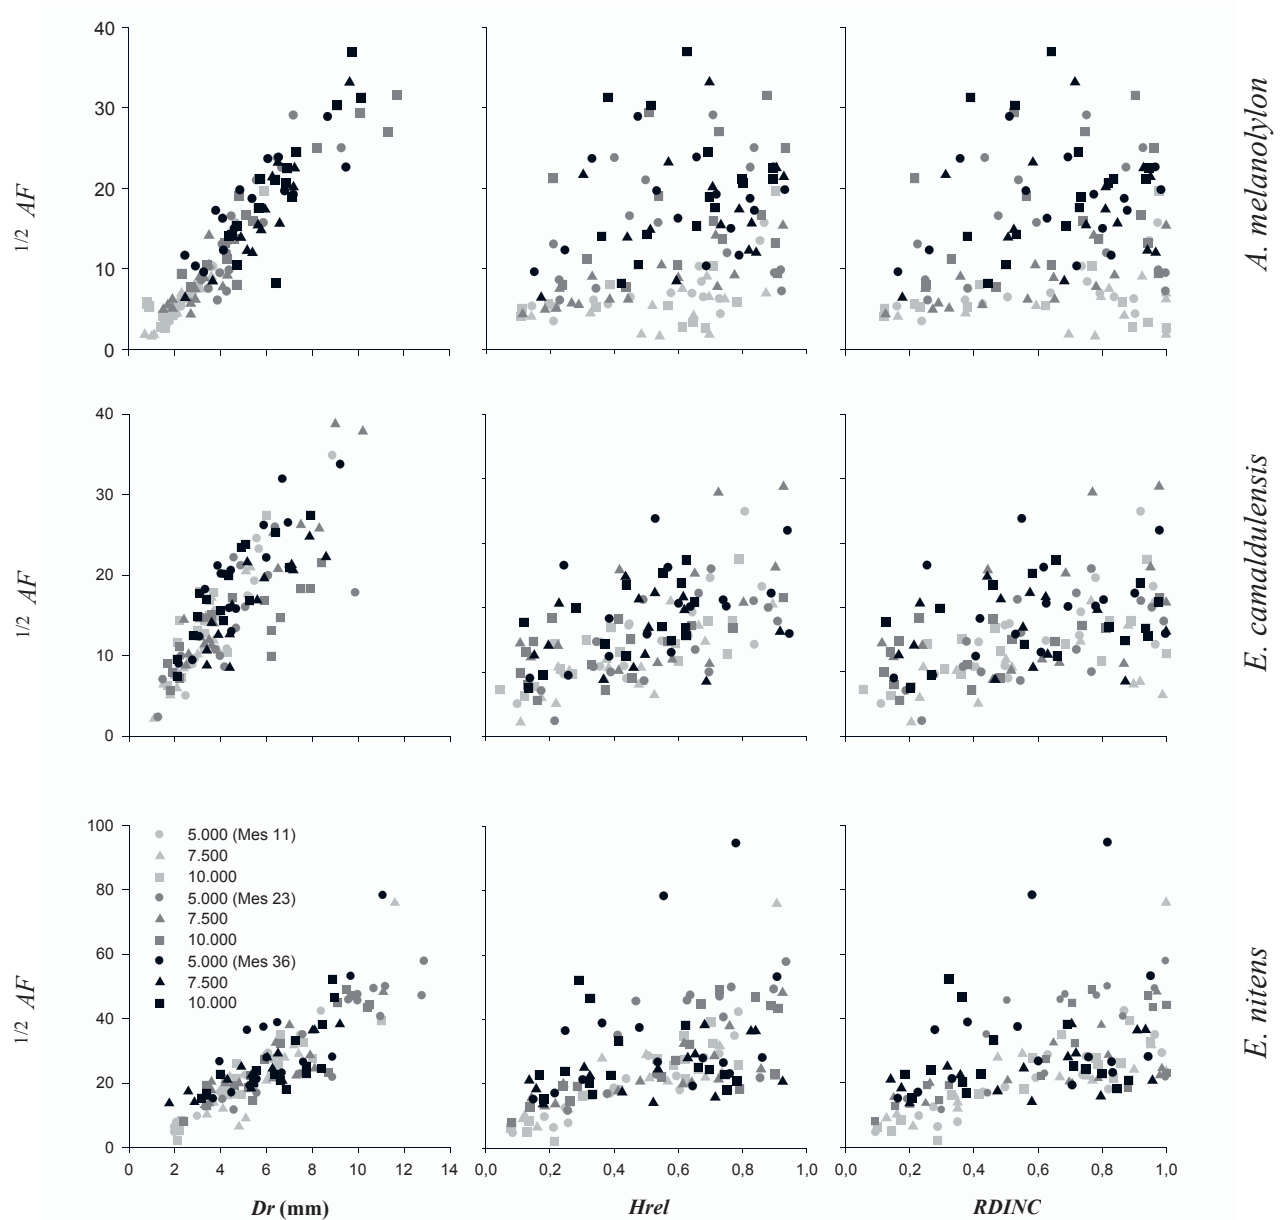 40
30
20
10
0
1/2 AF
A. melanolylon
40
30
20
10
0
1/2 AF
E. camaldulensis
100
80
60
40
20
0
1/2 AF
E. nitens
5.000 (Mes 11)
7.500
10.000
5.000 (Mes 23)
7.500
10.000
5.000 (Mes 36)
7.500
10.000
0 2 4 6 8 10 12 14
0,0 0,2 0,4 0,6 0,8 1,0
0,0 0,2 0,4 0,6 0,8 1,0
Dr (mm)
Hrel
RDINC